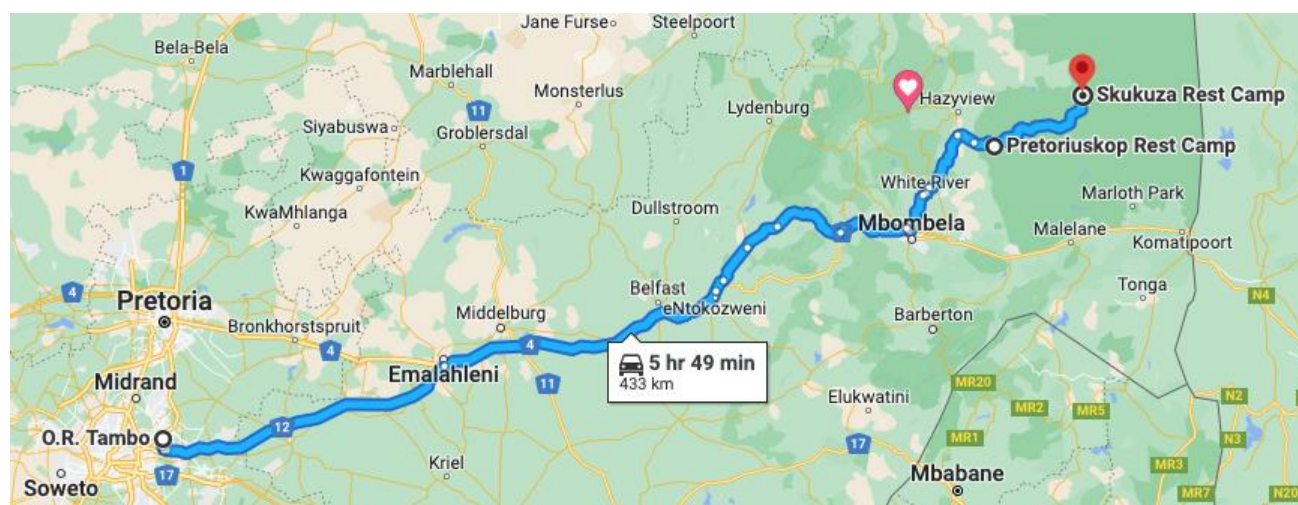 Jane Furse
Steelpoort
Bela-Bela
Marblehall
Monsterlus
11
Lydenburg
Hazyview
Skukuza Rest Camp
Siyabuswa
Groblersdal
1
Pretoriuskop Rest Camp
Kwaggafontein
White River
Marloth Park
KwaMhlanga
Dullstroom
Mbombela
4
Malelane
Komatipoort
4
Belfast
Tonga
Pretoria
eNtokozweni
N4
Middelburg
Barberton
Bronkhorstspruit
4
4
5 hr 49 min
Emalahleni
433 km
Midrand
11
MR20
Elukwatini
N2
12
MR2
MR5
O.R. Tambo
MR1
N3
17
Kriel
17
MR3
Soweto
Mbabane
MR7
N20